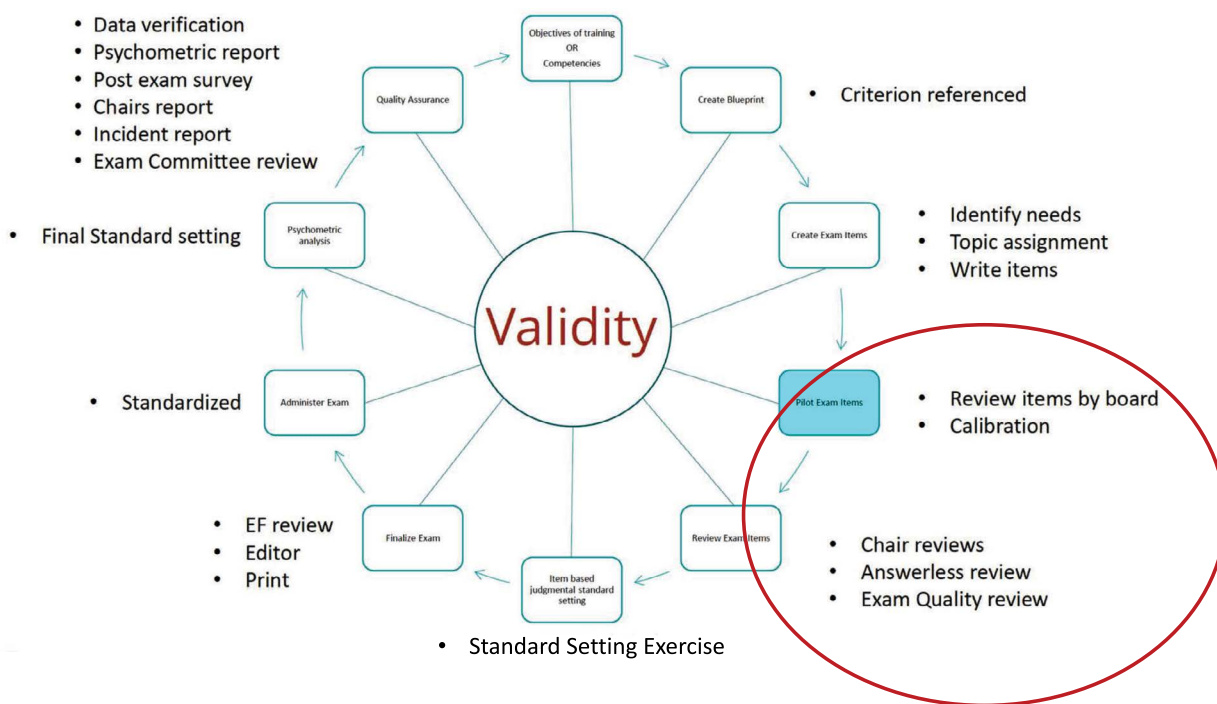 • Data verification
• Psychometric report
• Post exam survey
• Chairs report
• Incident report
• Exam Committee review
Objectives of training
OR
Competencies
Quality Assurance
Create Blueprint
• Criterion referenced
• Final Standard setting
Psychometric
analysis
Create Exam Items
• Identify needs
• Topic assignment
• Write items
Validity
• Standardized
Administer Exam
Pilot Exam Items
• Review items by board
• Calibration
• EF review
• Editor
• Print
Finalize Exam
Item based
judgmental standard
setting
• Standard Setting Exercise
Review Exam Items
• Chair reviews
• Answerless review
• Exam Quality review